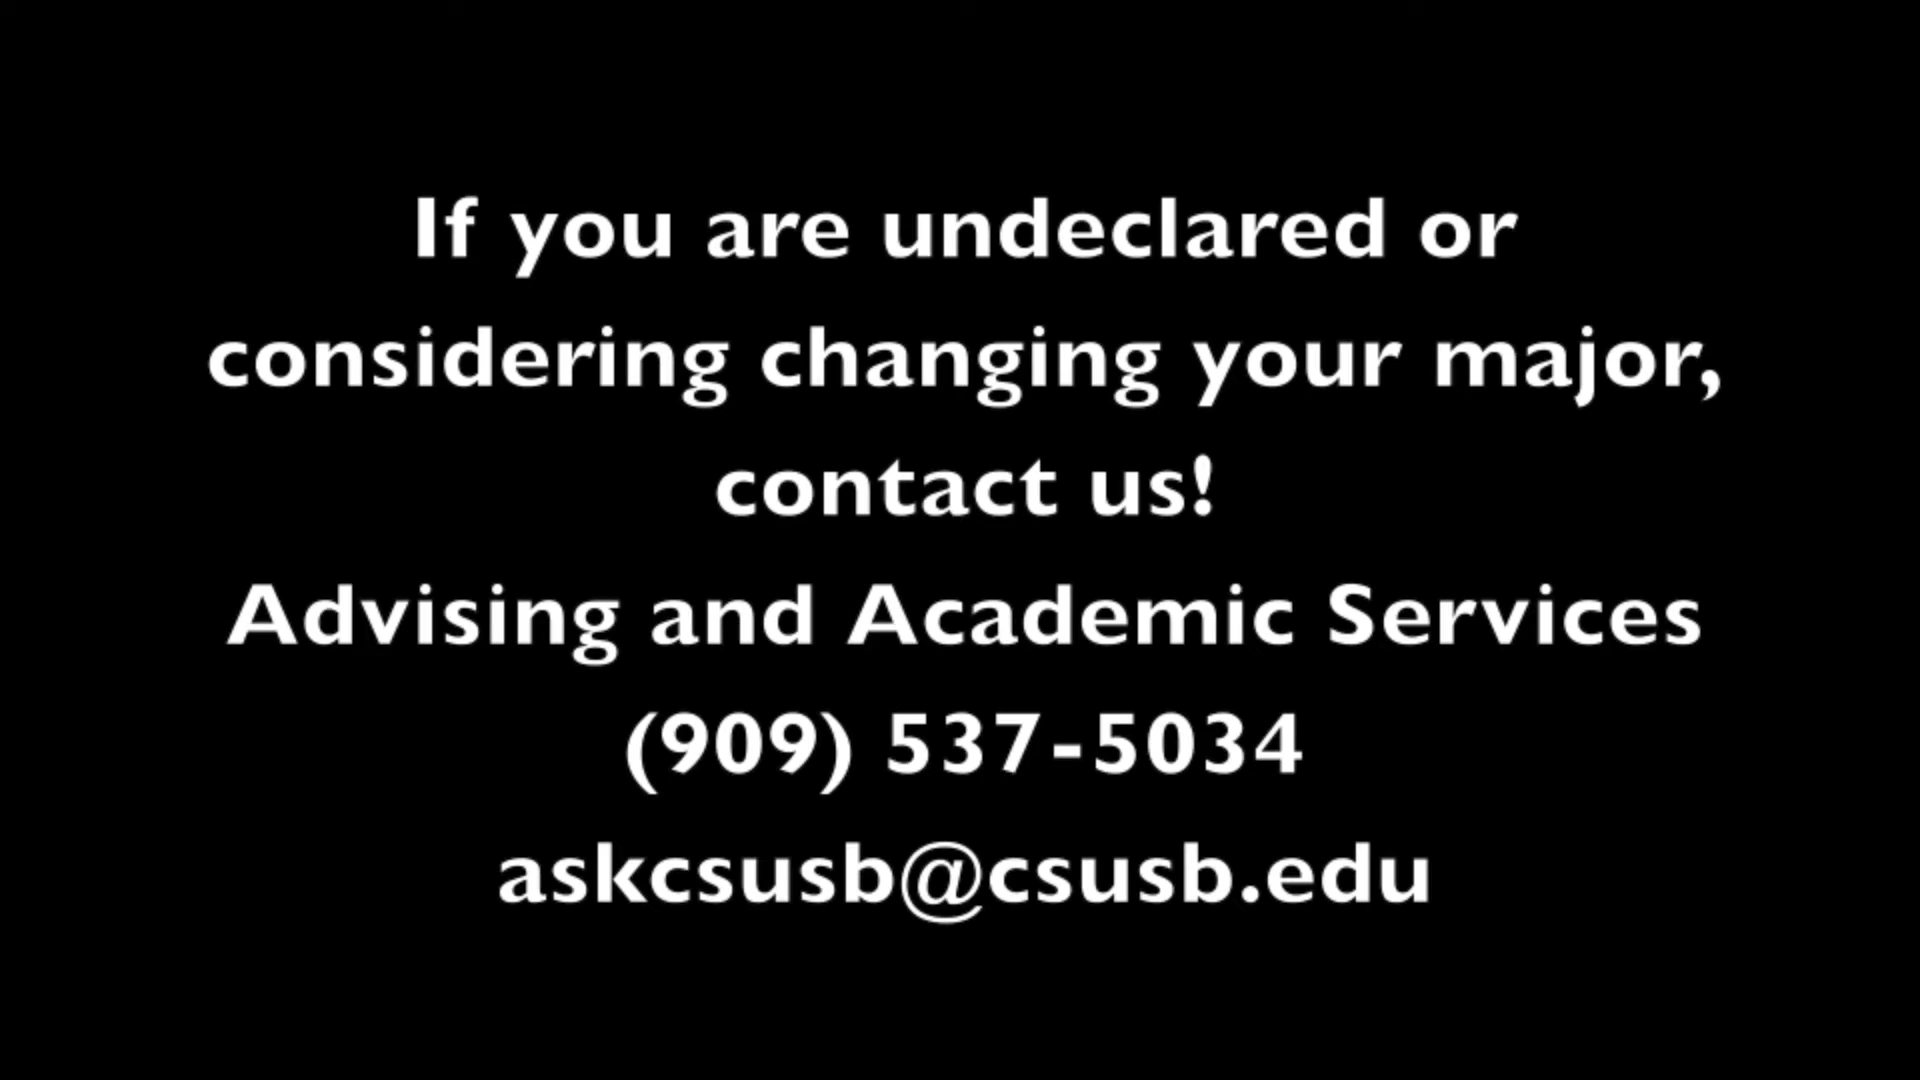 If you are undeclared or
considering changing your major,
contact us!
Advising and Academic Services
(909) 537-5034
askcsusb@csusb.edu